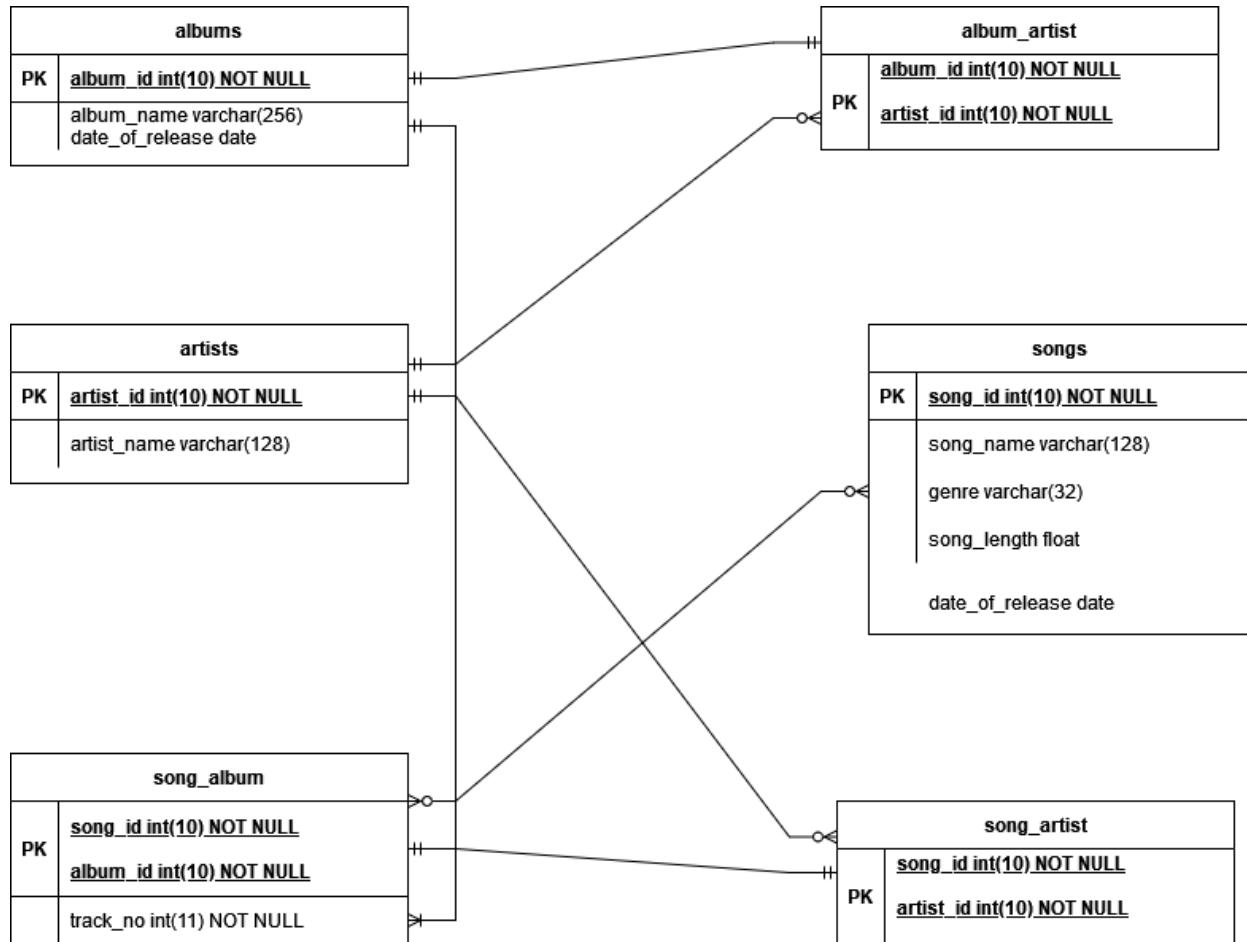 albums
PK album_id int(10) NOT NULL
album_name varchar(256)
date_of_release date
album_artist
album_id int(10) NOT NULL
PK
artist_id int(10) NOT NULL
artists
PK artist_id int(10) NOT NULL
artist_name varchar(128)
songs
PK song_id int(10) NOT NULL
song_name varchar(128)
genre varchar(32)
song_length float
date_of_release date
song_album
song_id int(10) NOT NULL
PK
album_id int(10) NOT NULL
track_no int(11) NOT NULL
song_artist
song_id int(10) NOT NULL
PK
artist_id int(10) NOT NULL